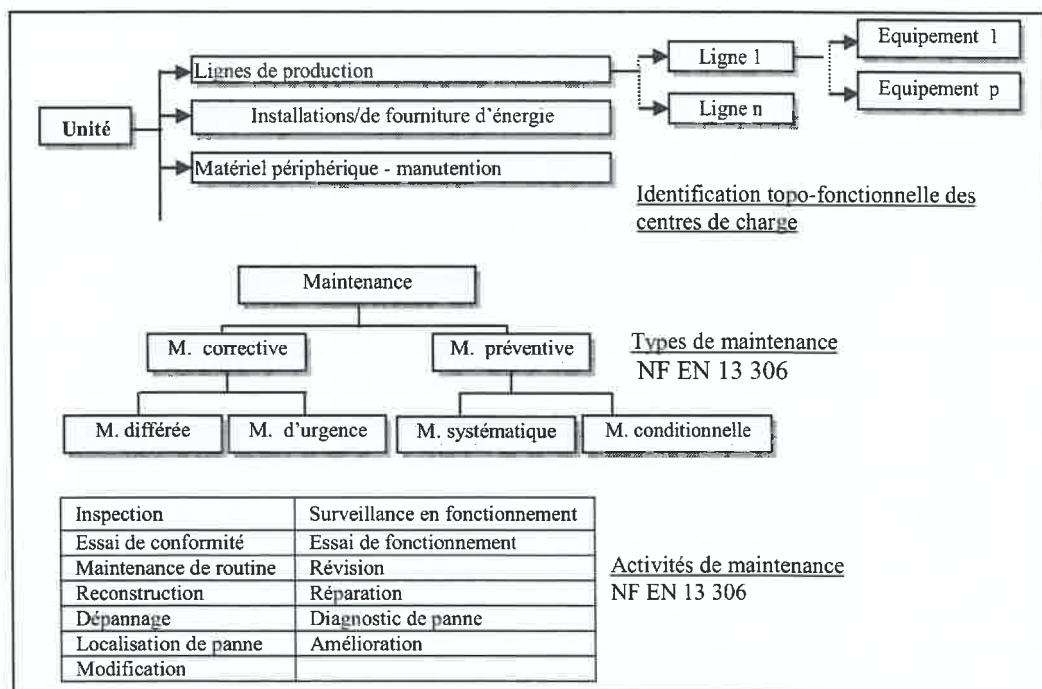 Unité
Lignes de production
Installations/de fourniture d'énergie
Matériel périphérique - manutention
Ligne 1
Ligne n
Equipement 1
Equipement p
Identification topo-fonctionnelle des
centres de charge
Maintenance
M. corrective
M. préventive
M. différée
M. d'urgence
M. systématique
M. conditionnelle
Types de maintenance
NF EN 13 306
Inspection
Surveillance en fonctionnement
Essai de conformité
Essai de fonctionnement
Maintenance de routine
Révision
Reconstruction
Réparation
Dépannage
Diagnostic de panne
Localisation de panne
Amélioration
Modification
Activités de maintenance
NF EN 13 306